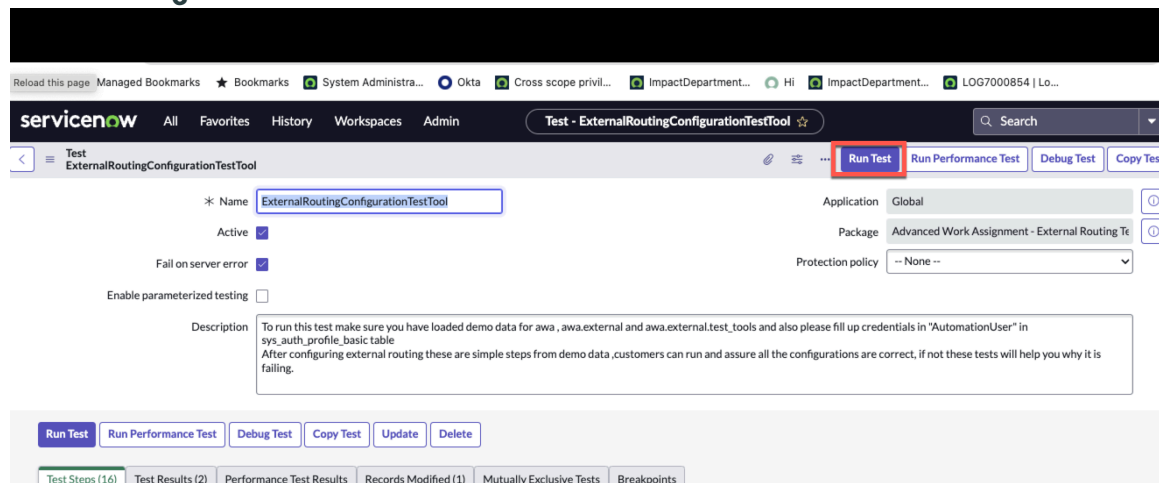 Reload this page Managed Bookmarks Bookmarks System Administra... Okta Cross scope privil... ImpactDepartment... Hi ImpactDepartment... LOG7000854 | Lo...
servicenow All Favorites History Workspaces Admin Test - ExternalRoutingConfigurationTestTool Search
Test
ExternalRoutingConfigurationTestTool
Run Test Run Performance Test Debug Test Copy Tes
Name ExternalRoutingConfigurationTestTool Application Global
Active Package Advanced Work Assignment - External Routing Te
Fail on server error Protection policy -- None --
Enable parameterized testing
Description To run this test make sure you have loaded demo data for awa , awa.external and awa.external.test_tools and also please fill up credentials in "AutomationUser" in
sys_auth_profile_basic table
After configuring external routing these are simple steps from demo data ,customers can run and assure all the configurations are correct, if not these tests will help you why it is
failing.
Run Test Run Performance Test Debug Test Copy Test Update Delete
Test Steps (16) Test Results (2) Performance Test Results Records Modified (1) Mutually Exclusive Tests Breakpoints